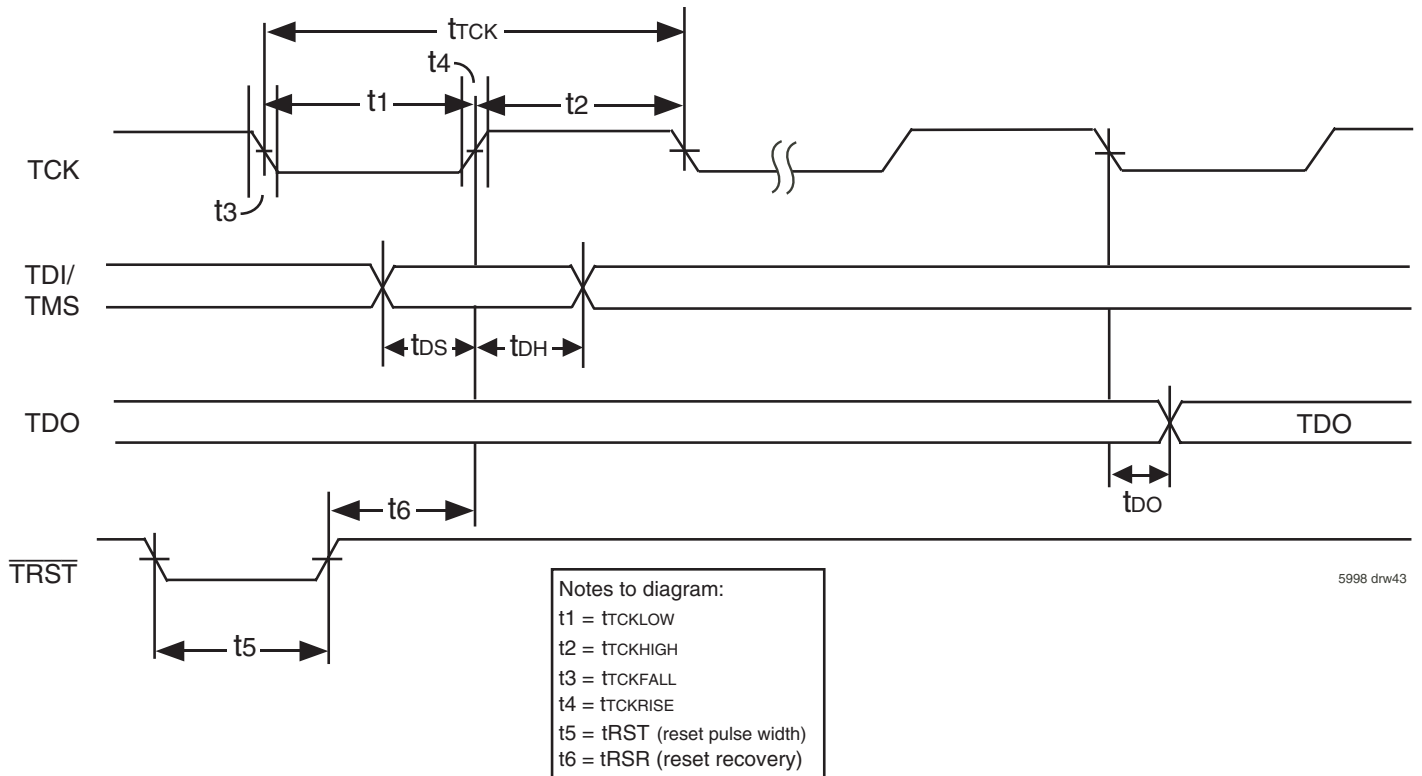 tTCK
t4
t1
t2
TCK
t3
TDI/
TMS
tDS
tDH
TDO
TDO
t6
tDO
TRST
5998 drw43
t5
Notes to diagram:
t1 = tTCKLOW
t2 = tTCKHIGH
t3 = tTCKFALL
t4 = tTCKRISE
t5 = tRST (reset pulse width)
t6 = tRSR (reset recovery)